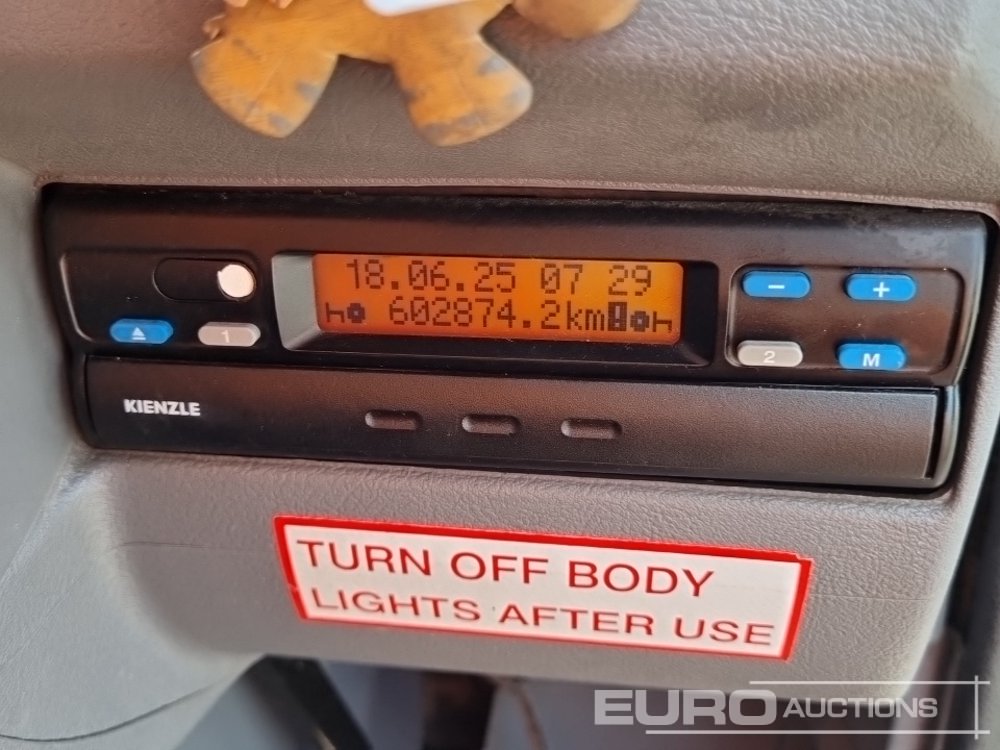 18.06.25 07 29
602874.2km
1
2
M
KIENZLE
TURN OFF BODY
LIGHTS AFTER USE
EURO AUCTIONS